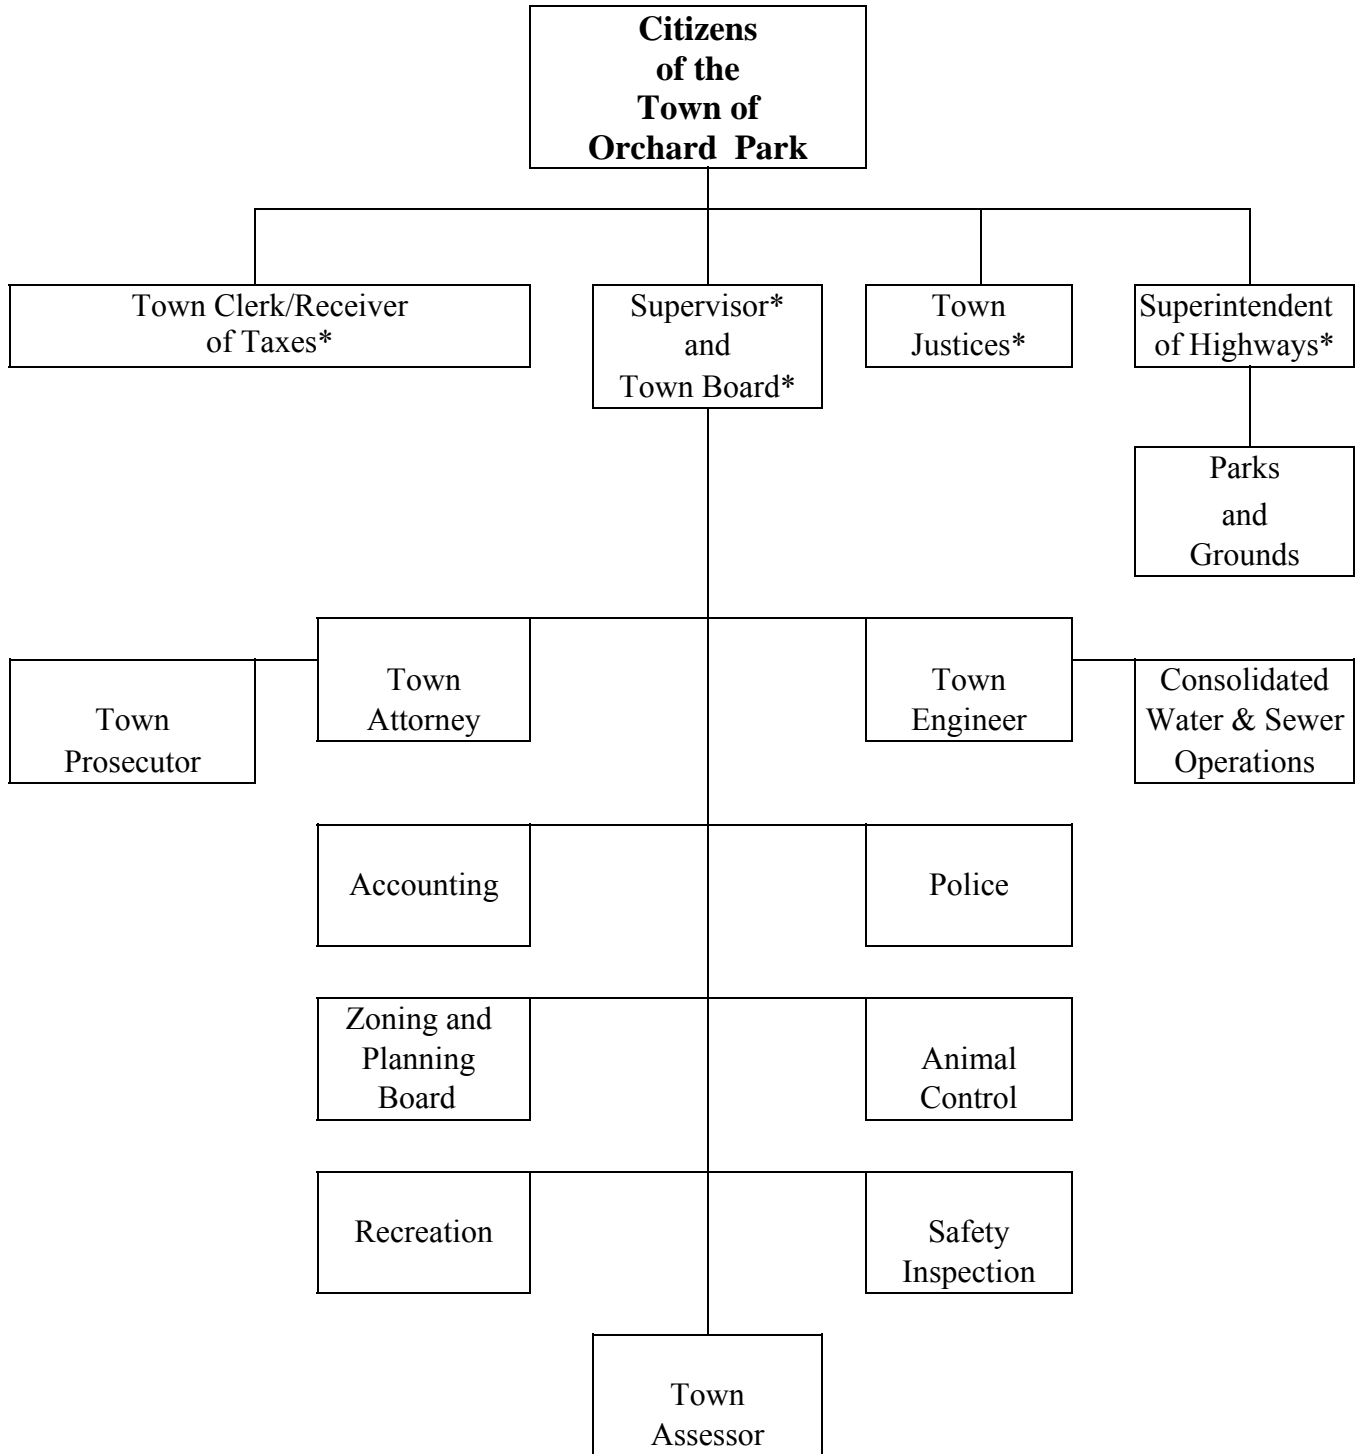 Citizens
of the
Town of
Orchard Park
Town Clerk/Receiver
of Taxes*
Supervisor*
and
Town Board*
Town
Justices*
Superintendent
of Highways*
Parks
and
Grounds
Town
Prosecutor
Town
Attorney
Town
Engineer
Consolidated
Water & Sewer
Operations
Accounting
Police
Zoning and
Planning
Board
Animal
Control
Recreation
Safety
Inspection
Town
Assessor